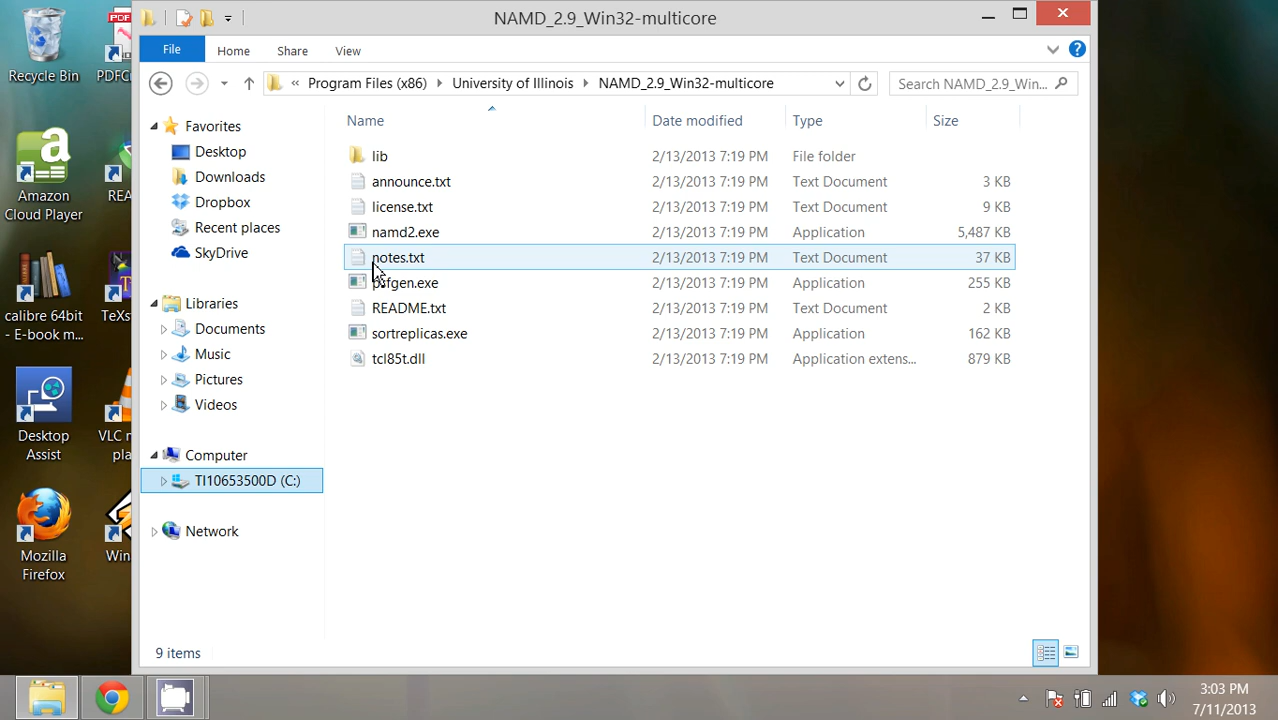 Recycle Bin
PDFC
Amazon
Cloud Player
REA
calibre 64bit
- E-book m...
TeXs
Desktop
Assist
VLC m
pla
Mozilla
Firefox
Win
NAMD_2.9_Win32-multicore
File
Home
Share
View
« Program Files (x86) University of Illinois NAMD_2.9_Win32-multicore
Search NAMD_2.9_Win...
Name
Date modified
Type
Size
Favorites
Desktop
Downloads
Dropbox
Recent places
SkyDrive
Libraries
Documents
Music
Pictures
Videos
Computer
TI10653500D (C:)
Network
lib 2/13/2013 7:19 PM File folder
announce.txt 2/13/2013 7:19 PM Text Document 3 KB
license.txt 2/13/2013 7:19 PM Text Document 9 KB
namd2.exe 2/13/2013 7:19 PM Application 5,487 KB
notes.txt 2/13/2013 7:19 PM Text Document 37 KB
psfgen.exe 2/13/2013 7:19 PM Application 255 KB
README.txt 2/13/2013 7:19 PM Text Document 2 KB
sortreplicas.exe 2/13/2013 7:19 PM Application 162 KB
tcl85t.dll 2/13/2013 7:19 PM Application extens... 879 KB
9 items
3:03 PM
7/11/2013